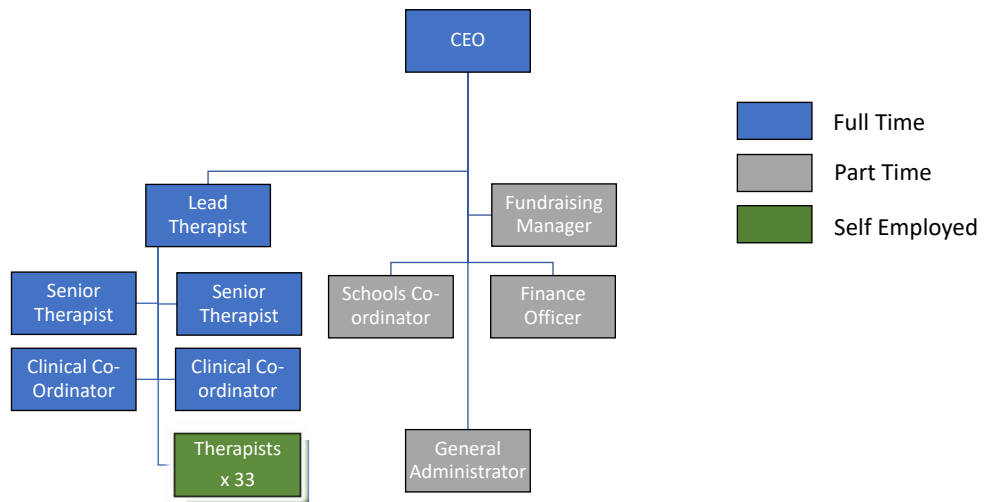 CEO
Full Time
Part Time
Self Employed
Lead
Therapist
Fundraising
Manager
Senior
Therapist
Senior
Therapist
Schools Co-
ordinator
Finance
Officer
Clinical Co-
Ordinator
Clinical Co-
ordinator
Therapists
x 33
General
Administrator